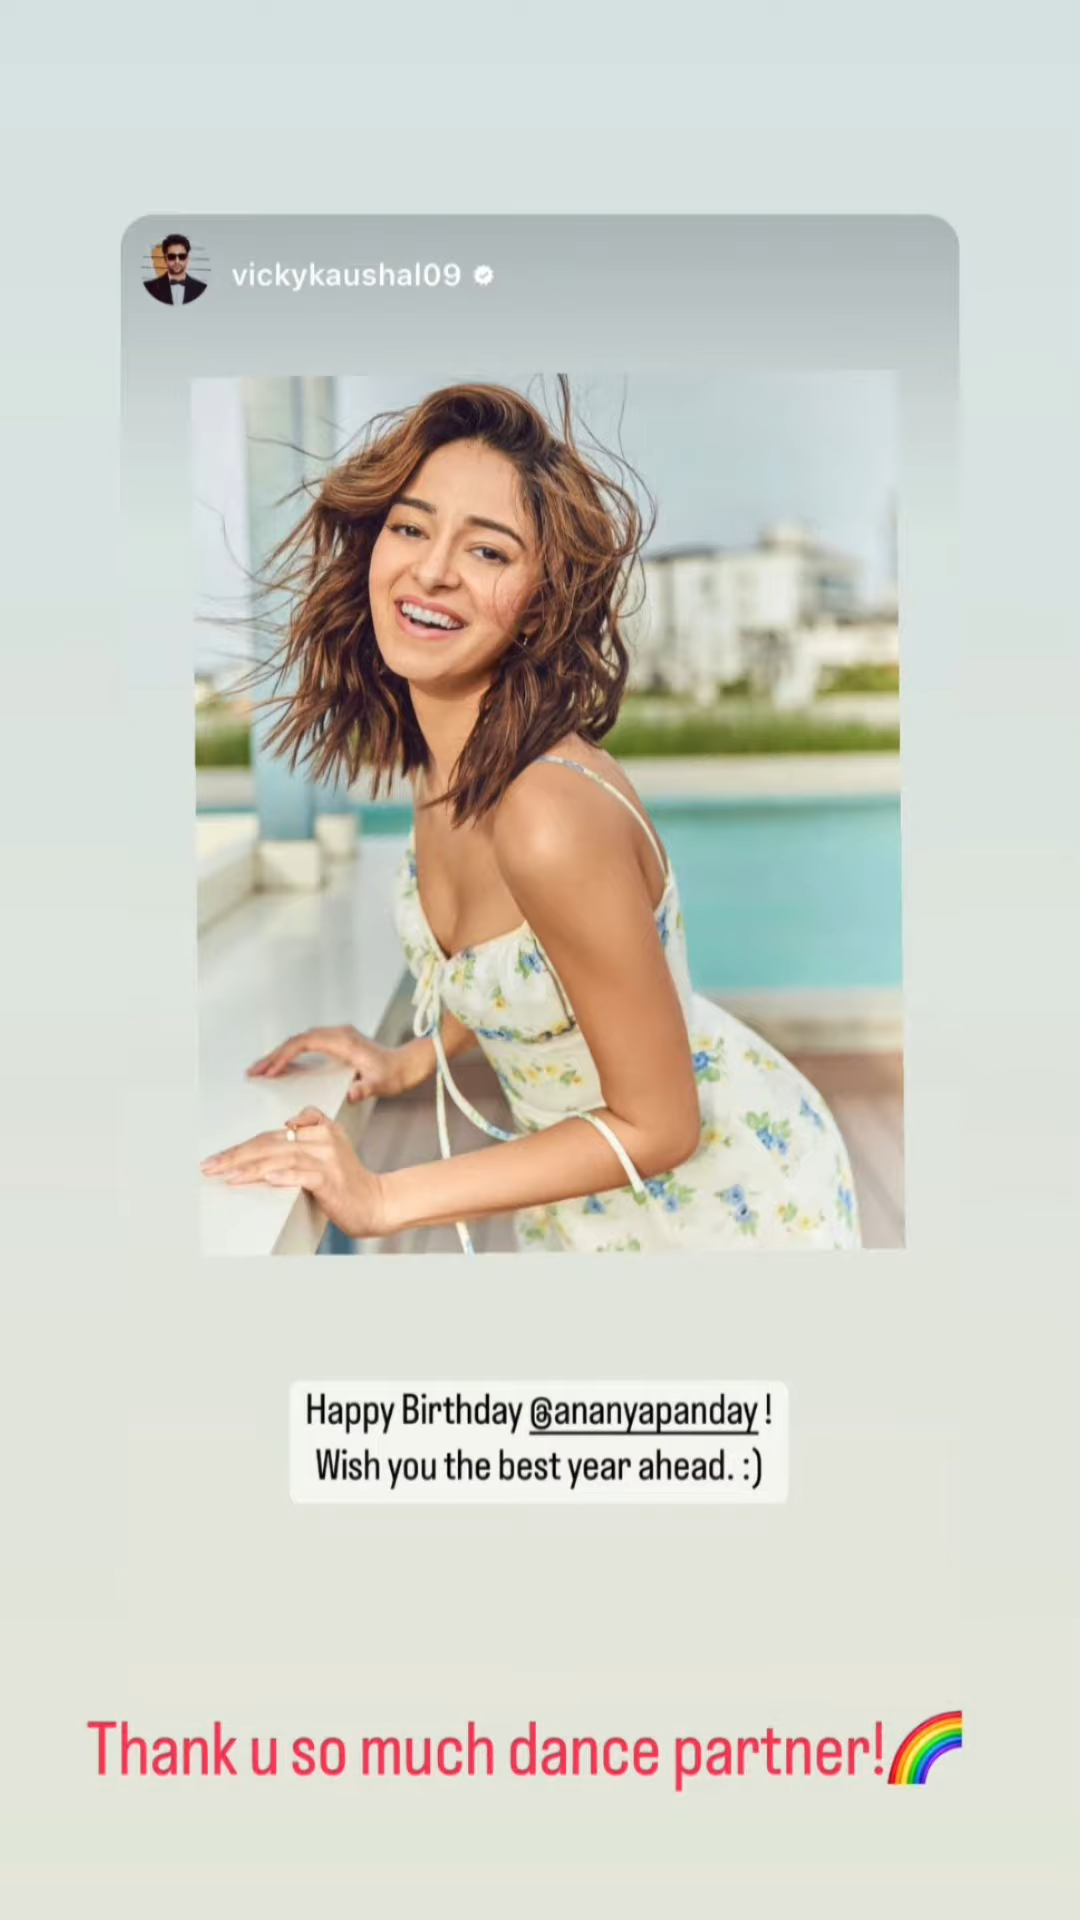 vickykaushal09
Happy Birthday @ananyapanday !
Wish you the best year ahead. :)
Thank u so much dance partner!🌈